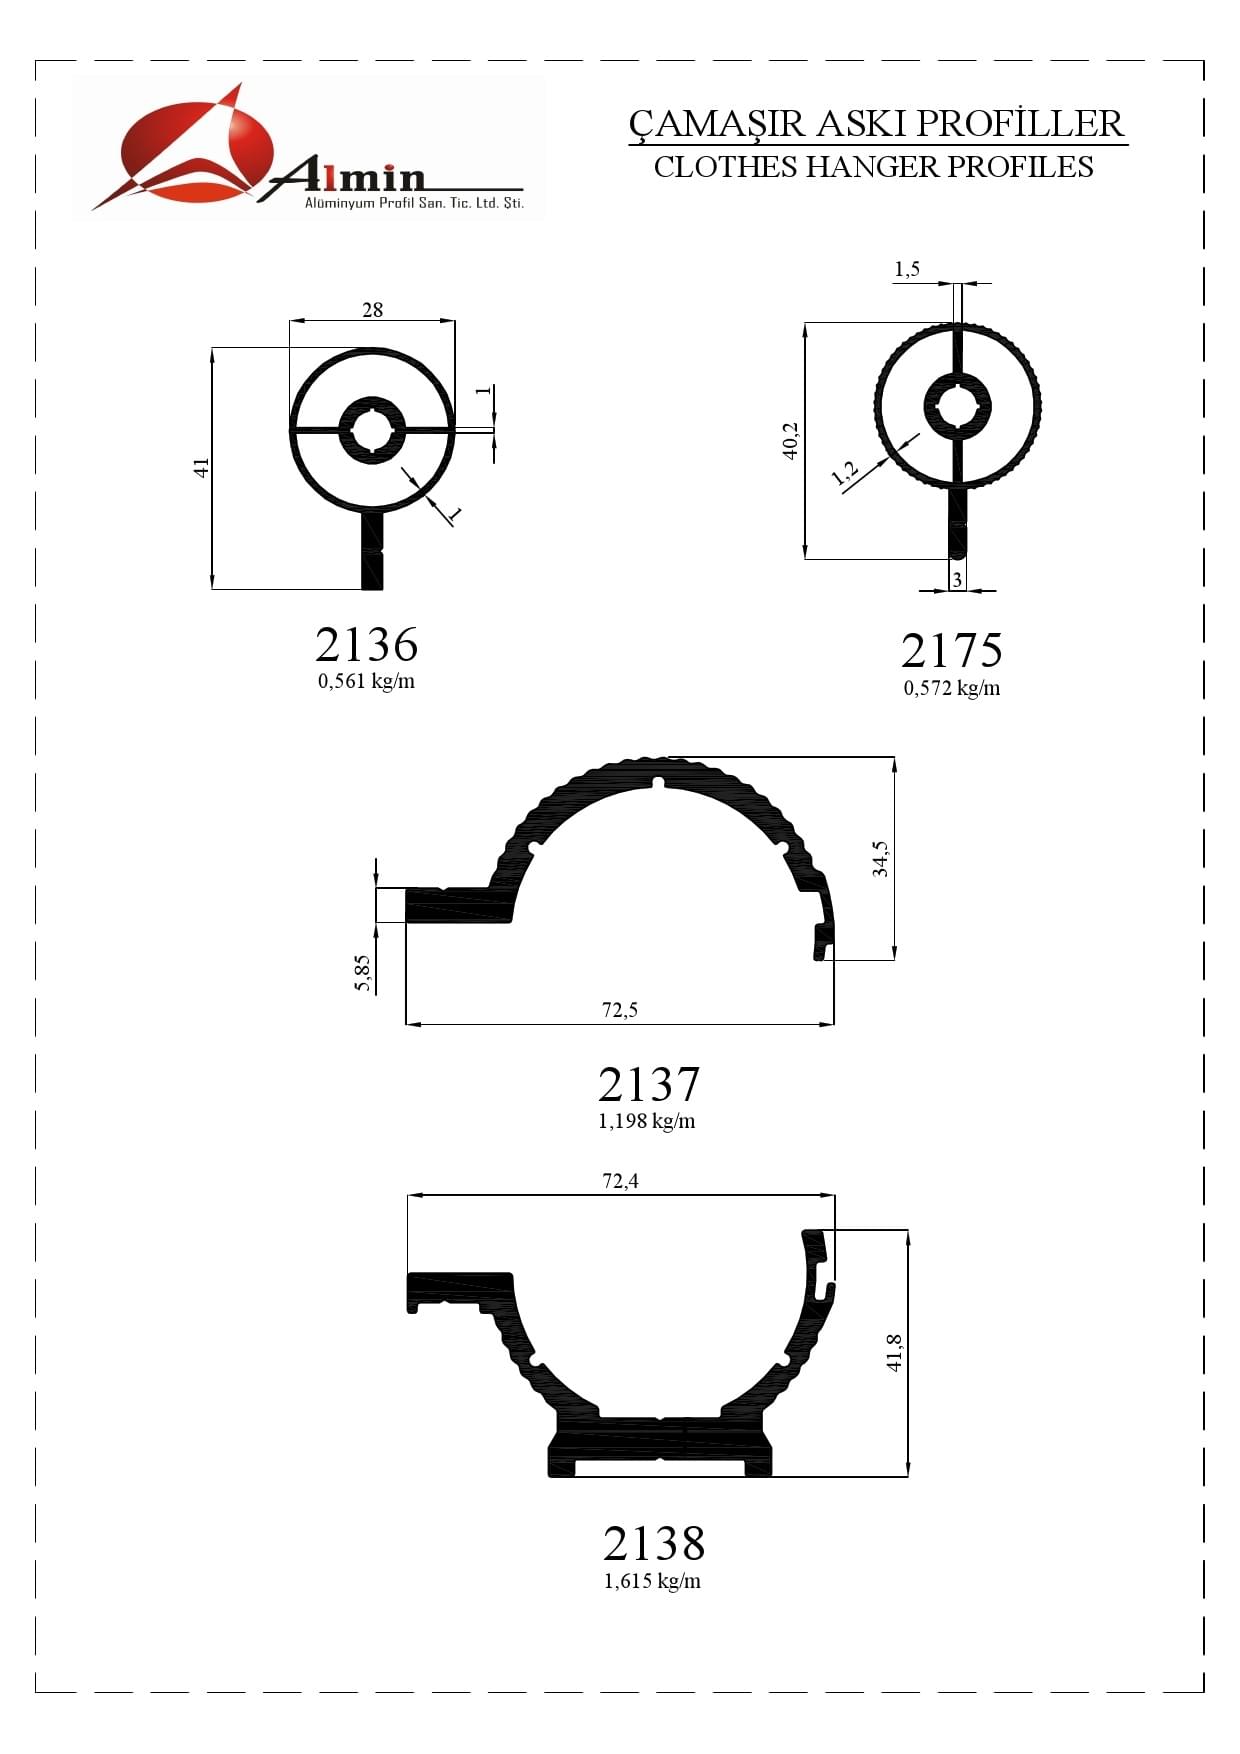 Almin
Alüminyum Profil San. Tic. Ltd. Şti.
ÇAMAŞIR ASKI PROFİLLER
CLOTHES HANGER PROFILES
28
41
1
1
2136
0,561 kg/m
1,5
40,2
1,2
3
2175
0,572 kg/m
34,5
5,85
72,5
2137
1,198 kg/m
72,4
41,8
2138
1,615 kg/m